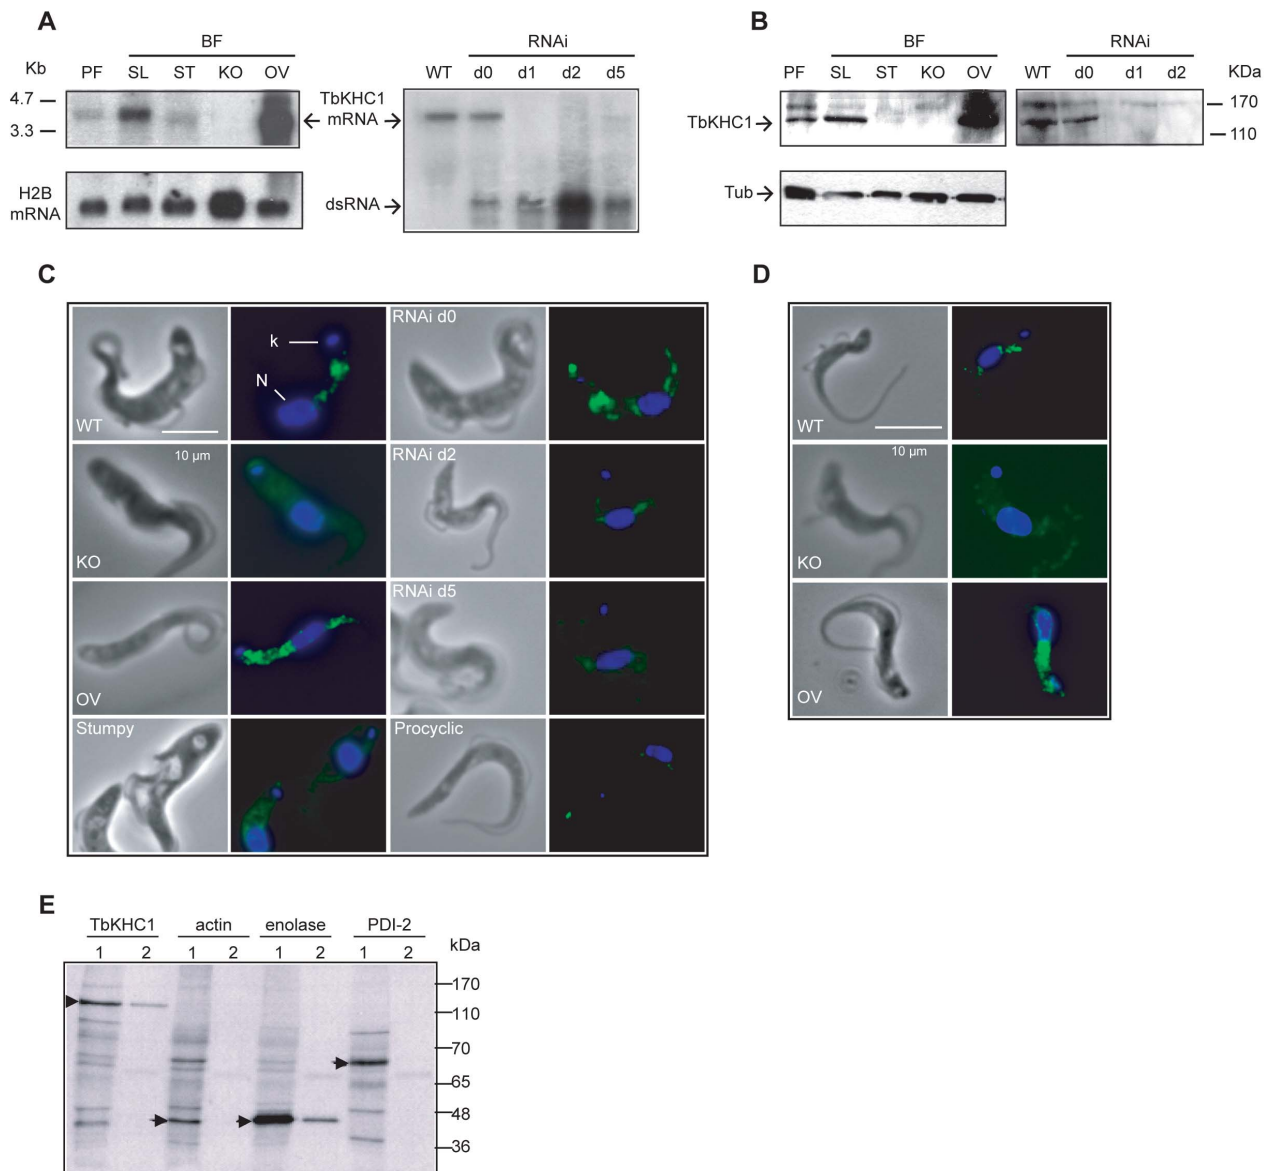 A
BF
RNAi
Kb
PF SL ST KO OV
WT d0 d1 d2 d5
4.7
3.3
TbKHC1
mRNA
H2B
mRNA
dsRNA
B
BF
RNAi
PF SL ST KO OV
WT d0 d1 d2
KDa
170
110
TbKHC1
Tub
C
WT
10 µm
k
N
RNAi d0
KO
RNAi d2
OV
RNAi d5
Stumpy
Procyclic
D
WT
10 µm
KO
OV
E
TbKHC1 actin enolase PDI-2
1 2 1 2 1 2 1 2
kDa
170
110
70
65
48
36